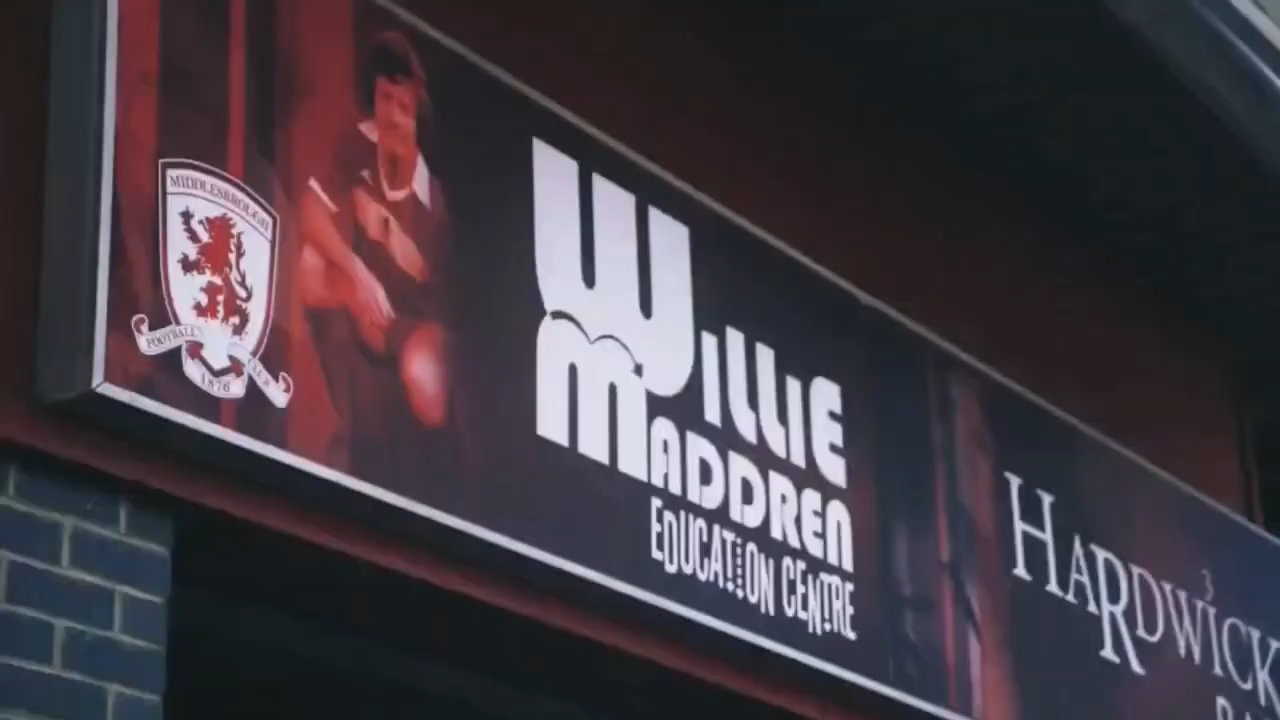 MIDDLESBROUGH
FOOTBALL CLUB
1876
WILLIE
MADDREN
EDUCATION CENTRE
HARDWICK